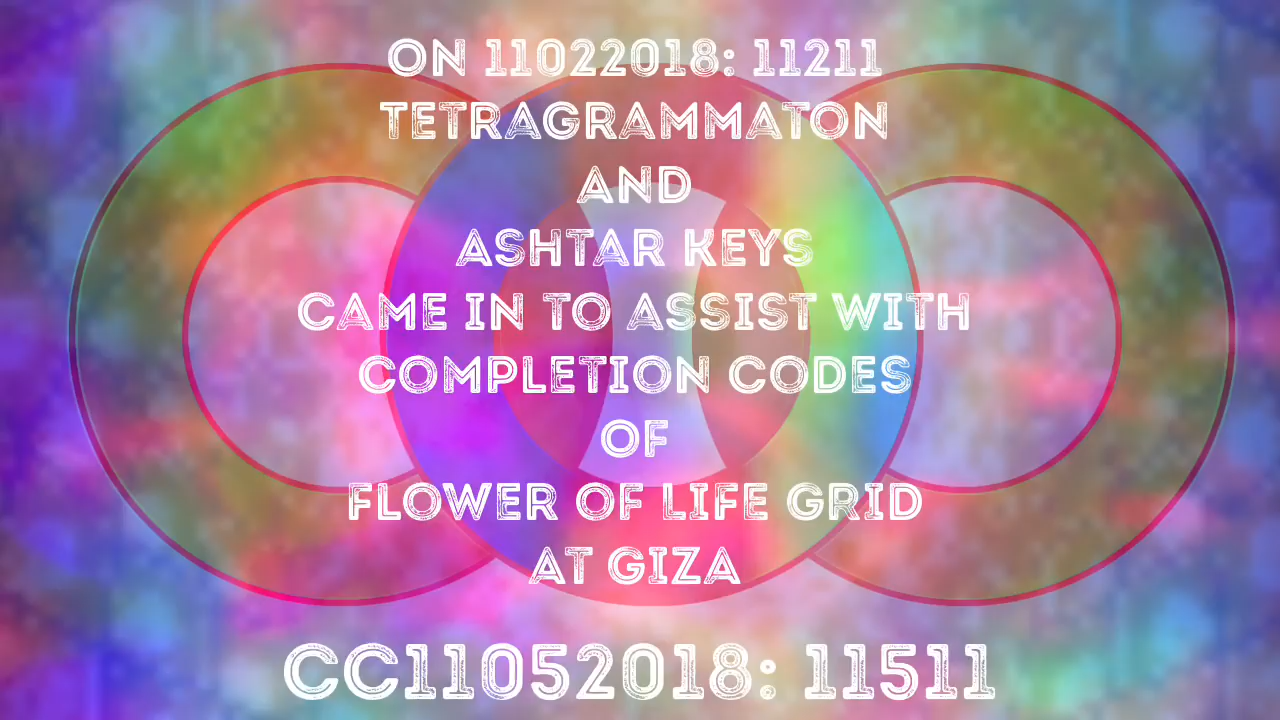 ON 11022018: 11211
TETRAGRAMMATON
AND
ASHTAR KEYS
CAME IN TO ASSIST WITH
COMPLETION CODES
OF
FLOWER OF LIFE GRID
AT GIZA
CC11052018: 11511